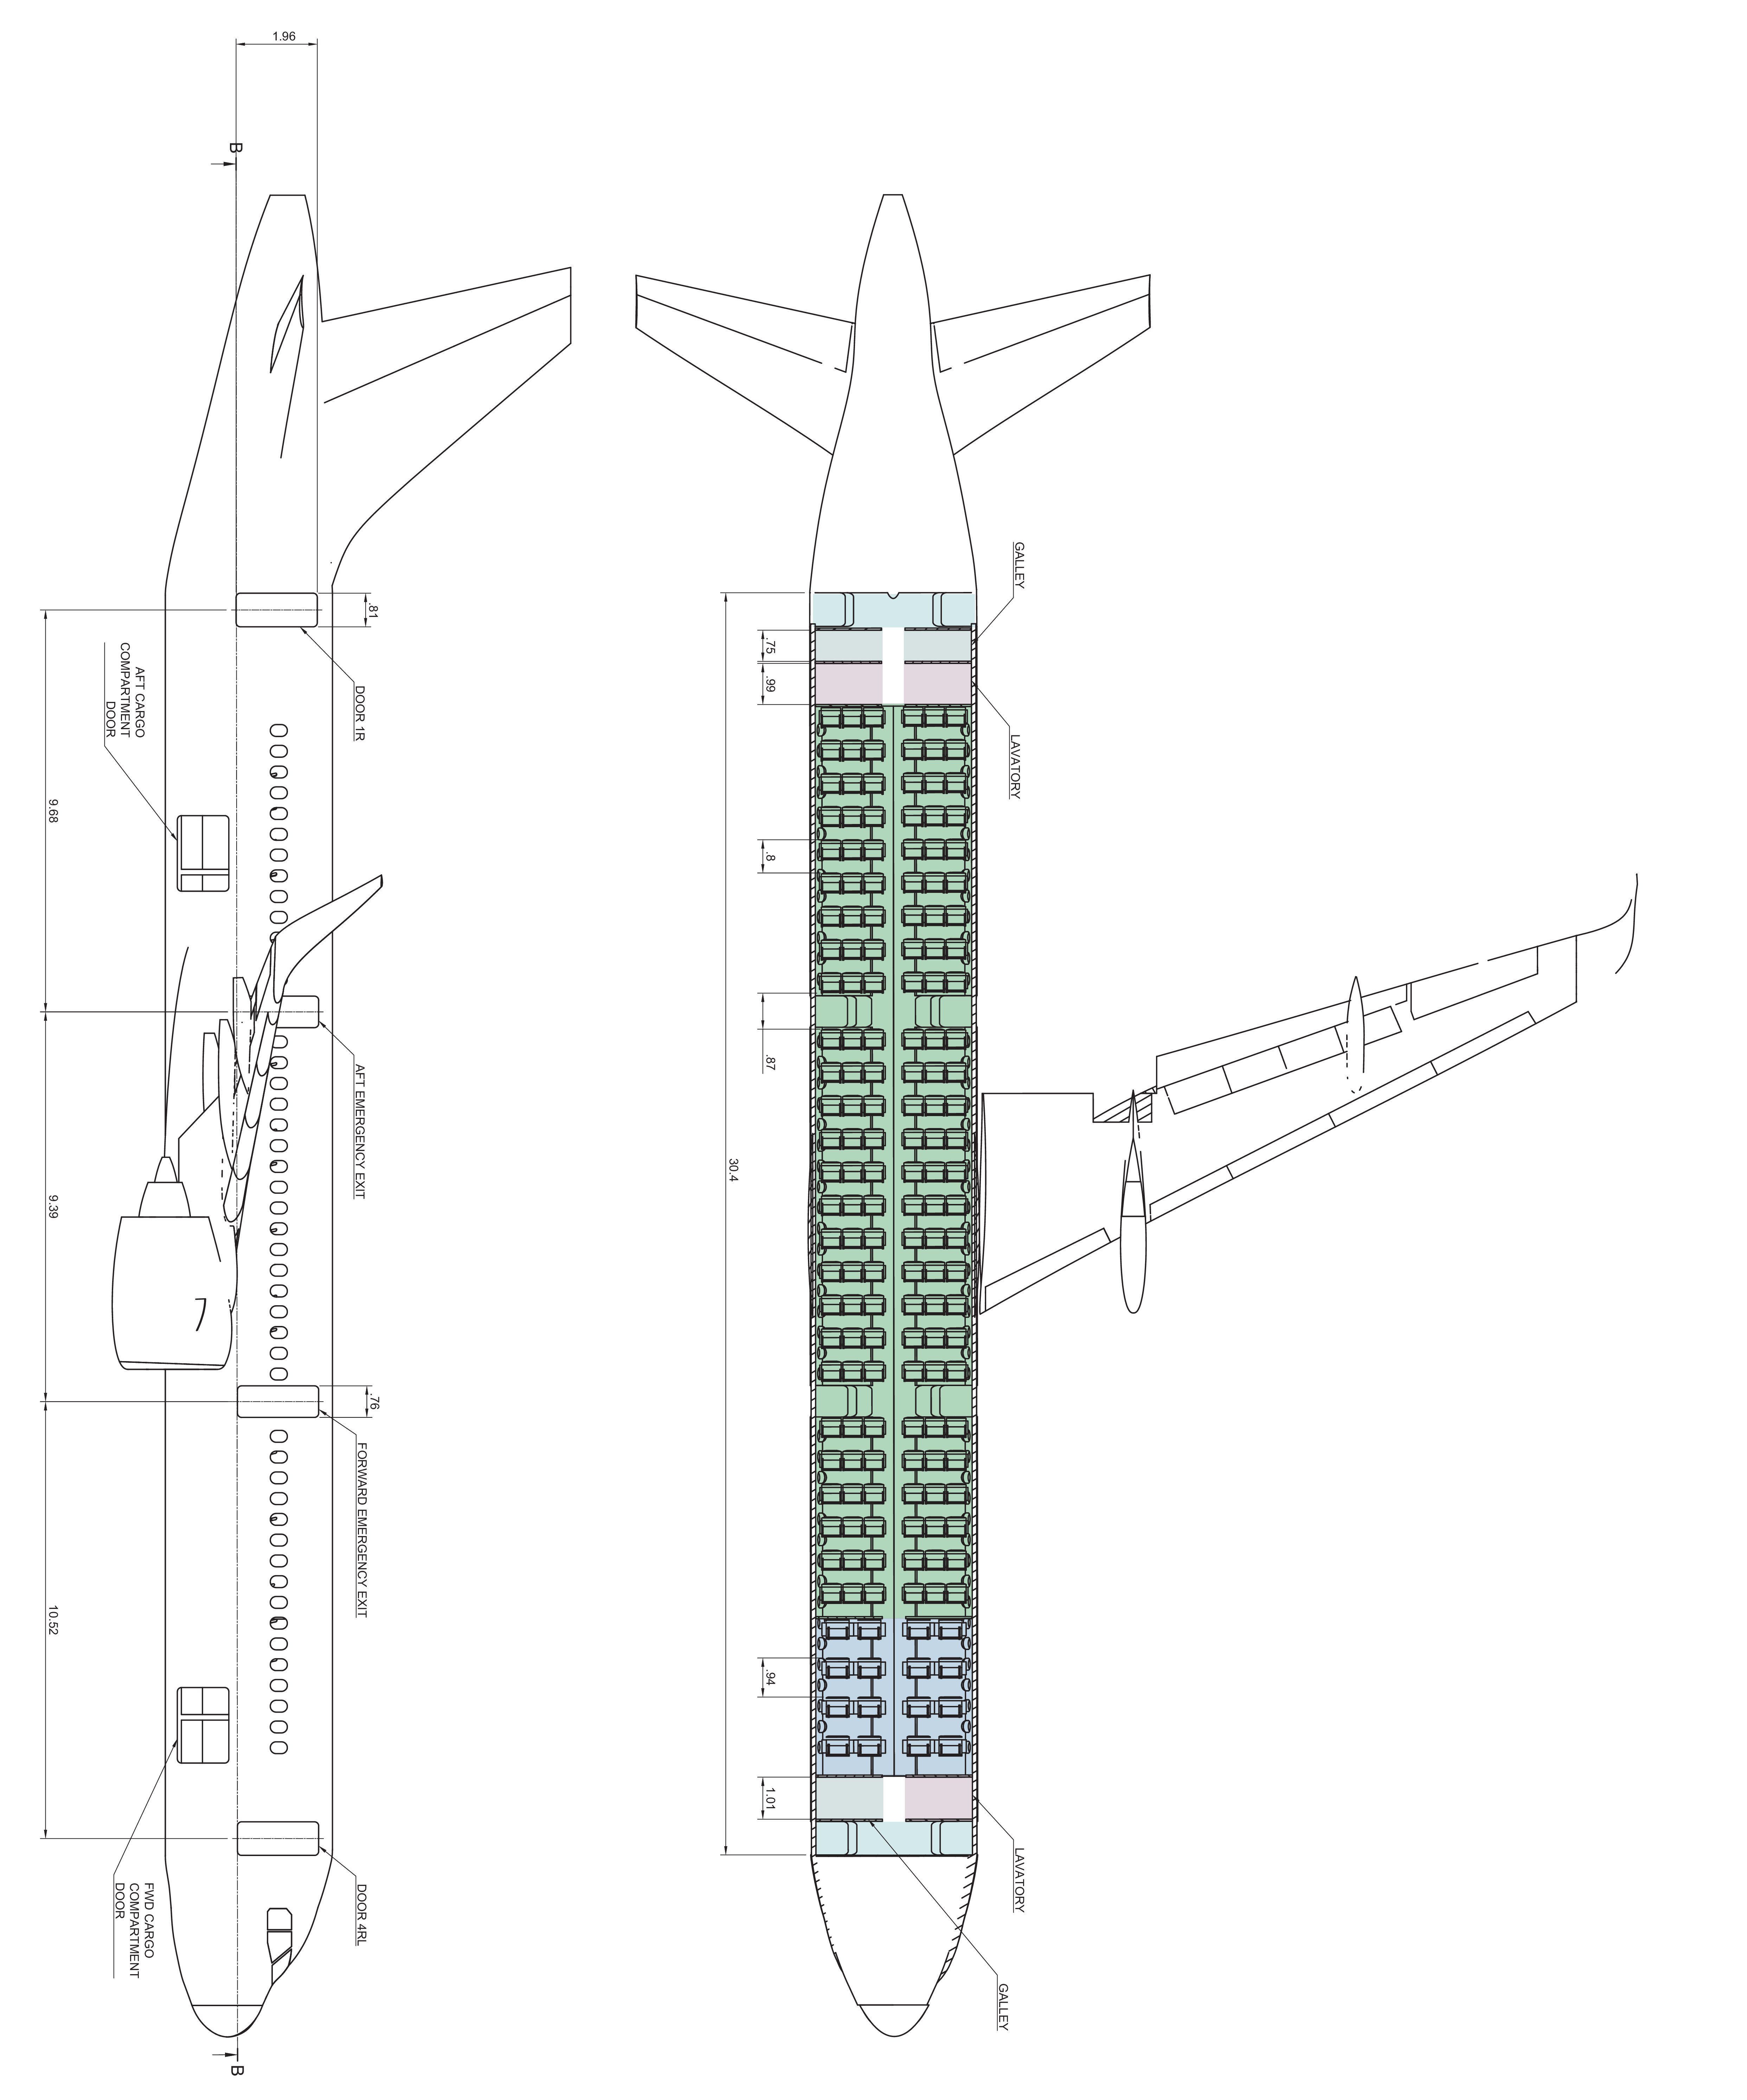 1.96
B
.81
DOOR 1R
AFT CARGO
COMPARTMENT
DOOR
9.68
AFT EMERGENCY EXIT
9.39
.76
FORWARD EMERGENCY EXIT
10.52
FWD CARGO
COMPARTMENT
DOOR
DOOR 4RL
B
GALLEY
.75
.99
LAVATORY
.8
.87
30.4
.94
1.01
LAVATORY
GALLEY